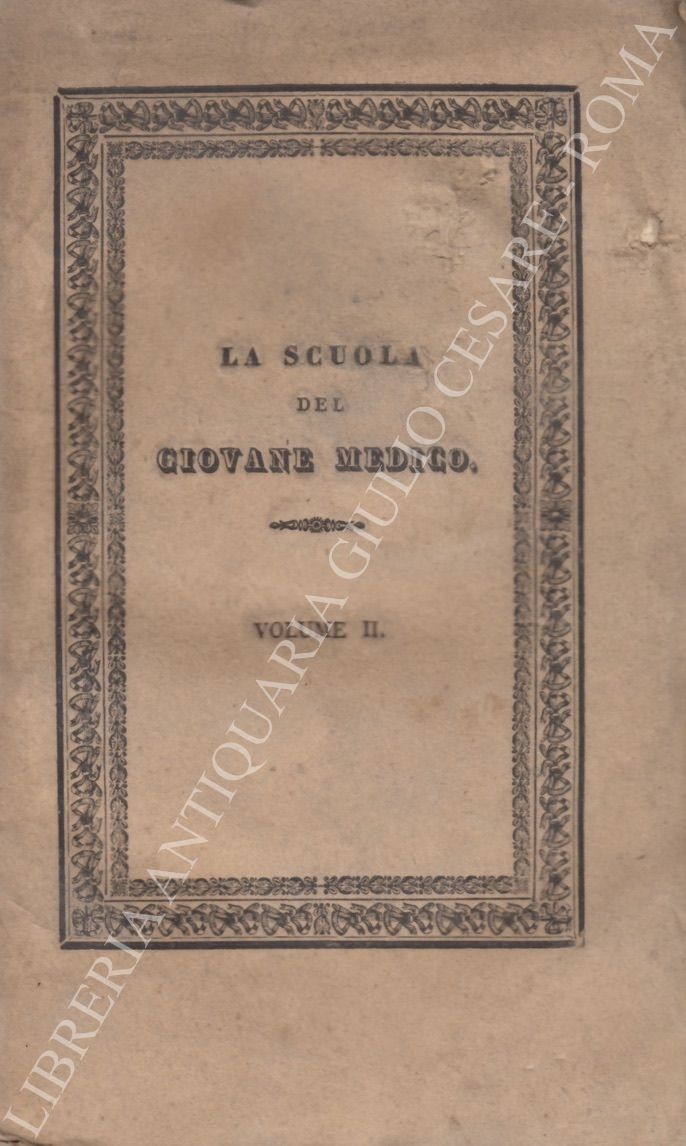 LA SCUOLA
DEL
GIOVANE MEDICO.
VOLUME II.
LIBRERIA ANTIQUARIA GIULIO CESARE - ROMA